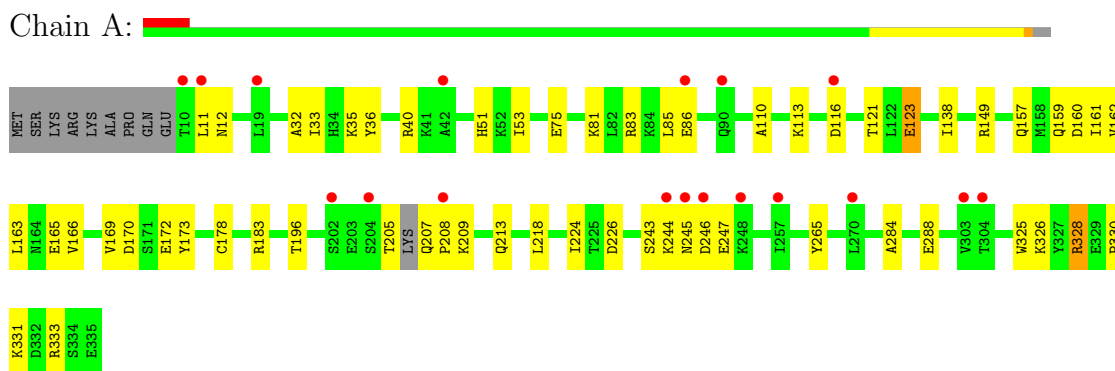 Chain A:
MET SER LYS ARG LYS ALA PRO GLN GLU T10 L11 N12 L19 A32 I33 H34 K35 Y36 R40 K41 A42 H51 K52 I53 E75 K81 L82 R83 K84 L85 E86 Q90 A110 K113 D116 T121 L122 E123 I138 R149 Q157 M158 Q159 D160 I161 V162
L163 N164 E165 V166 V169 D170 S171 E172 Y173 C178 R183 T196 S202 E203 S204 T205 LYS Q207 P208 K209 Q213 L218 I224 T225 D226 S243 K244 N245 D246 E247 K248 I257 Y265 L270 A284 E288 V303 T304 W325 K326 Y327 R328 E329
K331 D332 R333 S334 E335